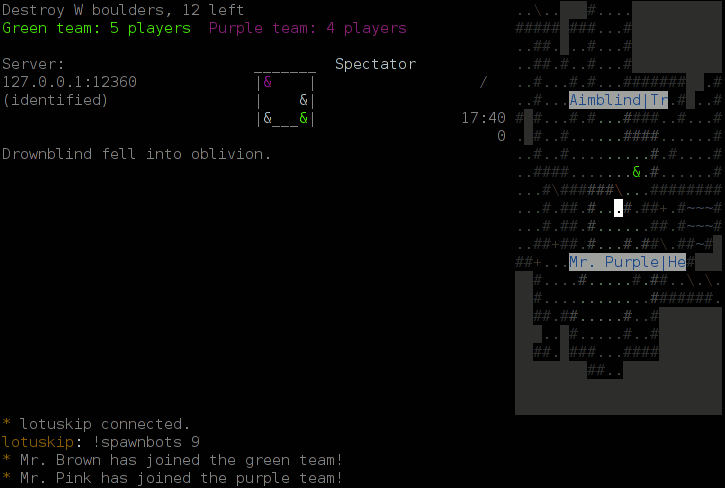 Destroy W boulders, 12 left
Green team: 5 players  Purple team: 4 players
Server:
127.0.0.1:12360
(identified)
Spectator
/
17:40
0
Drownblind fell into oblivion.
Aimblind|Tr
Mr. Purple|He
* lotuskip connected.
lotuskip: !spawnbots 9
* Mr. Brown has joined the green team!
* Mr. Pink has joined the purple team!